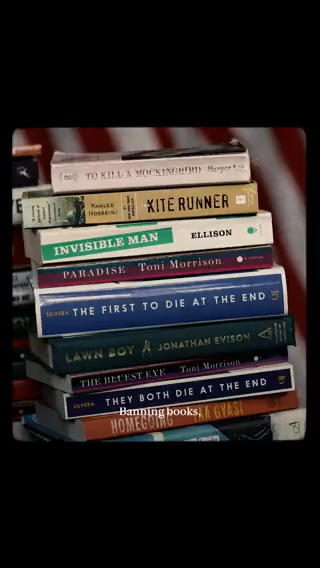 TO KILL A MOCKINGBIRD Harper Lee
KHALED HOSSEINI KITE RUNNER
INVISIBLE MAN ELLISON
PARADISE Toni Morrison
SILVERA THE FIRST TO DIE AT THE END
LAWN BOY JONATHAN EVISON
THE BLUEST EYE Toni Morrison
SILVERA THEY BOTH DIE AT THE END
HOMEGOING YAA GYASI
Banning books,